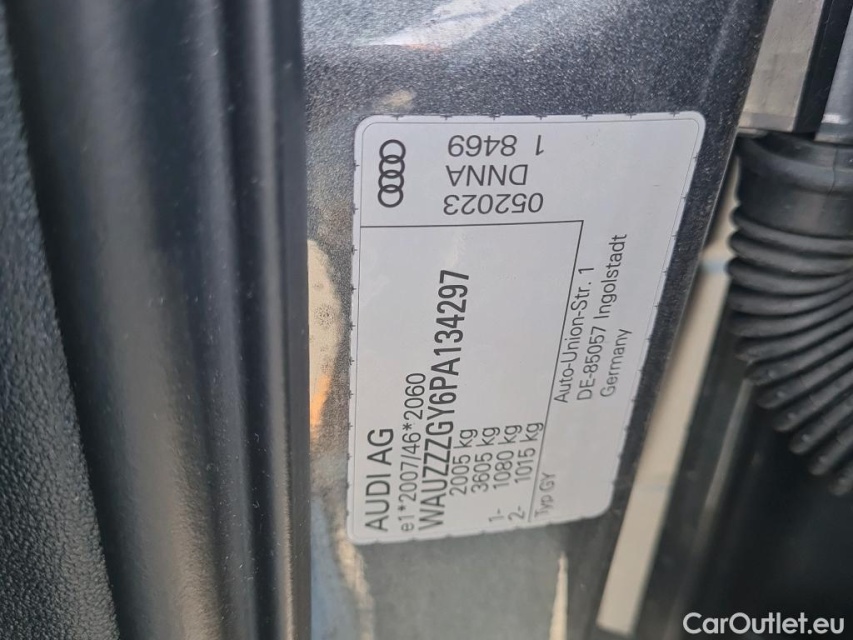 AUDI AG
e1*2007/46*2060
WAUZZZGY6PA134297
2005 kg
3605 kg
1- 1080 kg
2- 1015 kg
Typ GY
Auto-Union-Str. 1
DE-85057 Ingolstadt
Germany
052023
DNNA
1 8469
CarOutlet.eu